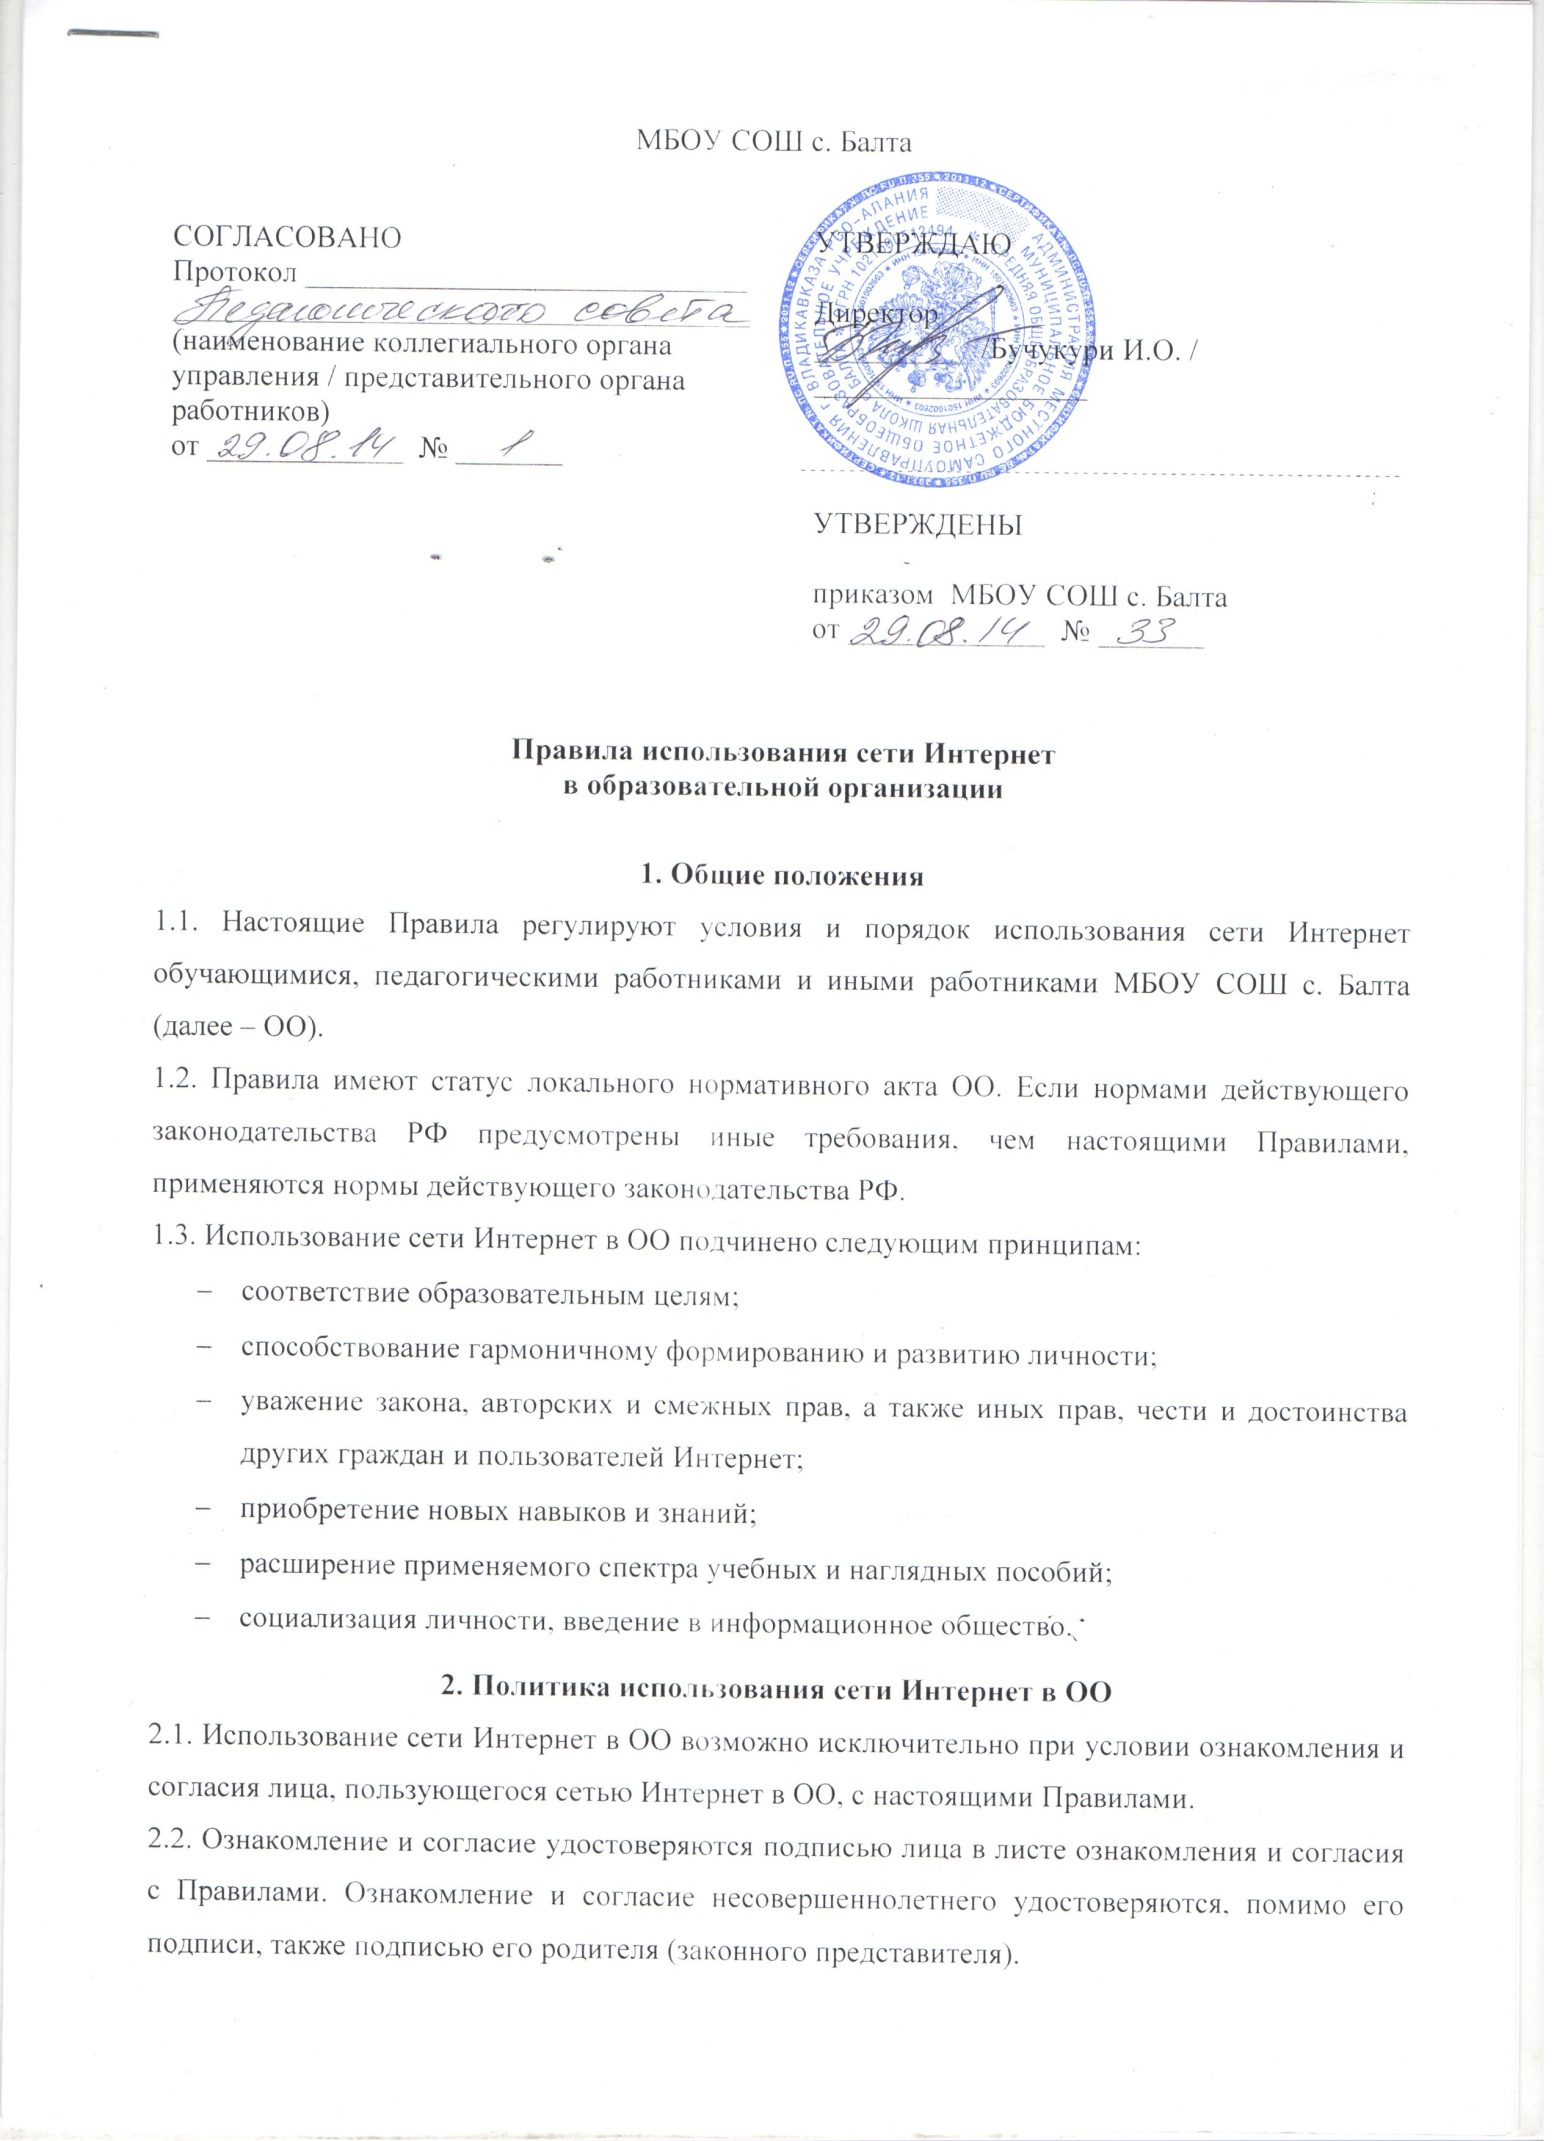 МБОУ СОШ с. Балта
СОГЛАСОВАНО
Протокол
Педагогического совета
(наименование коллегиального органа
управления / представительного органа
работников)
от 29.08.14 № 1
УТВЕРЖДАЮ
Директор
/Бучукури И.О. /
УТВЕРЖДЕНЫ
приказом МБОУ СОШ с. Балта
от 29.08.14 № 33
Правила использования сети Интернет
в образовательной организации
1. Общие положения
1.1. Настоящие Правила регулируют условия и порядок использования сети Интернет
обучающимися, педагогическими работниками и иными работниками МБОУ СОШ с. Балта
(далее – ОО).
1.2. Правила имеют статус локального нормативного акта ОО. Если нормами действующего
законодательства РФ предусмотрены иные требования, чем настоящими Правилами,
применяются нормы действующего законодательства РФ.
1.3. Использование сети Интернет в ОО подчинено следующим принципам:
– соответствие образовательным целям;
– способствование гармоничному формированию и развитию личности;
– уважение закона, авторских и смежных прав, а также иных прав, чести и достоинства
других граждан и пользователей Интернет;
– приобретение новых навыков и знаний;
– расширение применяемого спектра учебных и наглядных пособий;
– социализация личности, введение в информационное общество.
2. Политика использования сети Интернет в ОО
2.1. Использование сети Интернет в ОО возможно исключительно при условии ознакомления и
согласия лица, пользующегося сетью Интернет в ОО, с настоящими Правилами.
2.2. Ознакомление и согласие удостоверяются подписью лица в листе ознакомления и согласия
с Правилами. Ознакомление и согласие несовершеннолетнего удостоверяются, помимо его
подписи, также подписью его родителя (законного представителя).